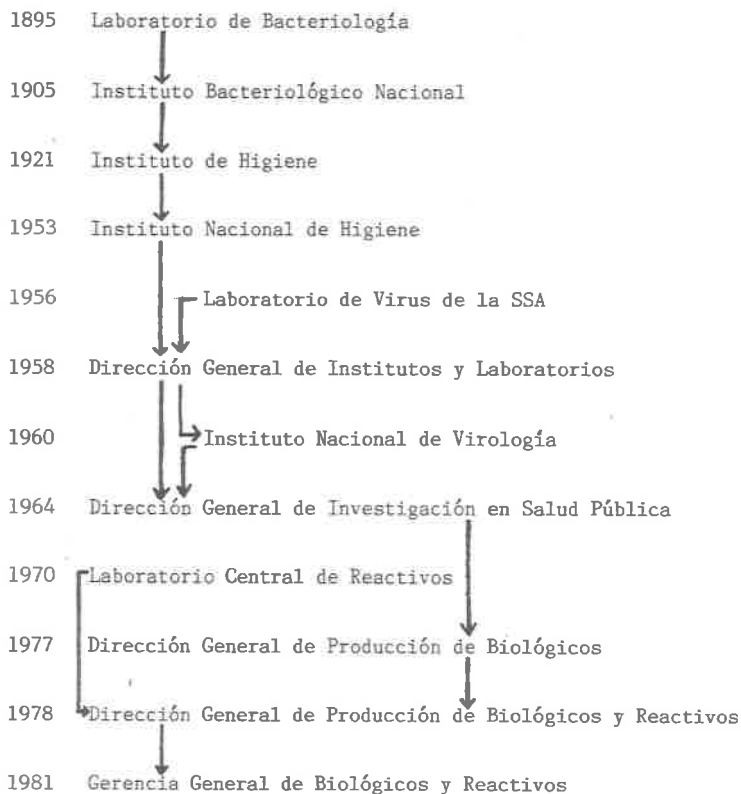 1895 Laboratorio de Bacteriología
1905 Instituto Bacteriológico Nacional
1921 Instituto de Higiene
1953 Instituto Nacional de Higiene
1956 Laboratorio de Virus de la SSA
1958 Dirección General de Institutos y Laboratorios
1960 Instituto Nacional de Virología
1964 Dirección General de Investigación en Salud Pública
1970 Laboratorio Central de Reactivos
1977 Dirección General de Producción de Biológicos
1978 Dirección General de Producción de Biológicos y Reactivos
1981 Gerencia General de Biológicos y Reactivos